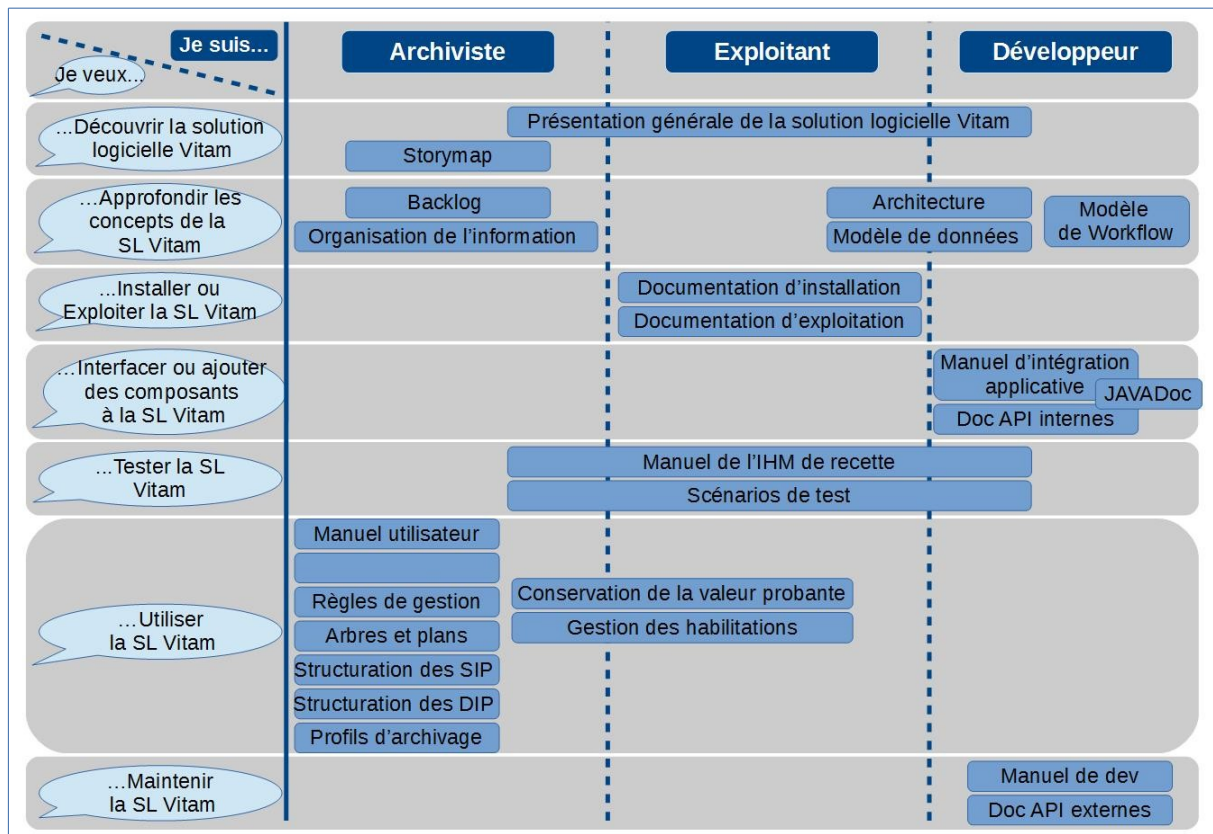 Je suis...
Archiviste
Exploitant
Développeur
Je veux...
...Découvrir la solution
logicielle Vitam
Présentation générale de la solution logicielle Vitam
Storymap
...Approfondir les
concepts de la
SL Vitam
Backlog
Organisation de l'information
Architecture
Modèle de données
Modèle
de Workflow
...Installer ou
Exploiter la SL Vitam
Documentation d'installation
Documentation d'exploitation
...Interfacer ou ajouter
des composants
à la SL Vitam
Manuel d'intégration
applicative
JAVADoc
Doc API internes
...Tester la SL
Vitam
Manuel de l'IHM de recette
Scénarios de test
...Utiliser
la SL Vitam
Manuel utilisateur
Règles de gestion
Arbres et plans
Structuration des SIP
Structuration des DIP
Profils d'archivage
Conservation de la valeur probante
Gestion des habilitations
...Maintenir
la SL Vitam
Manuel de dev
Doc API externes